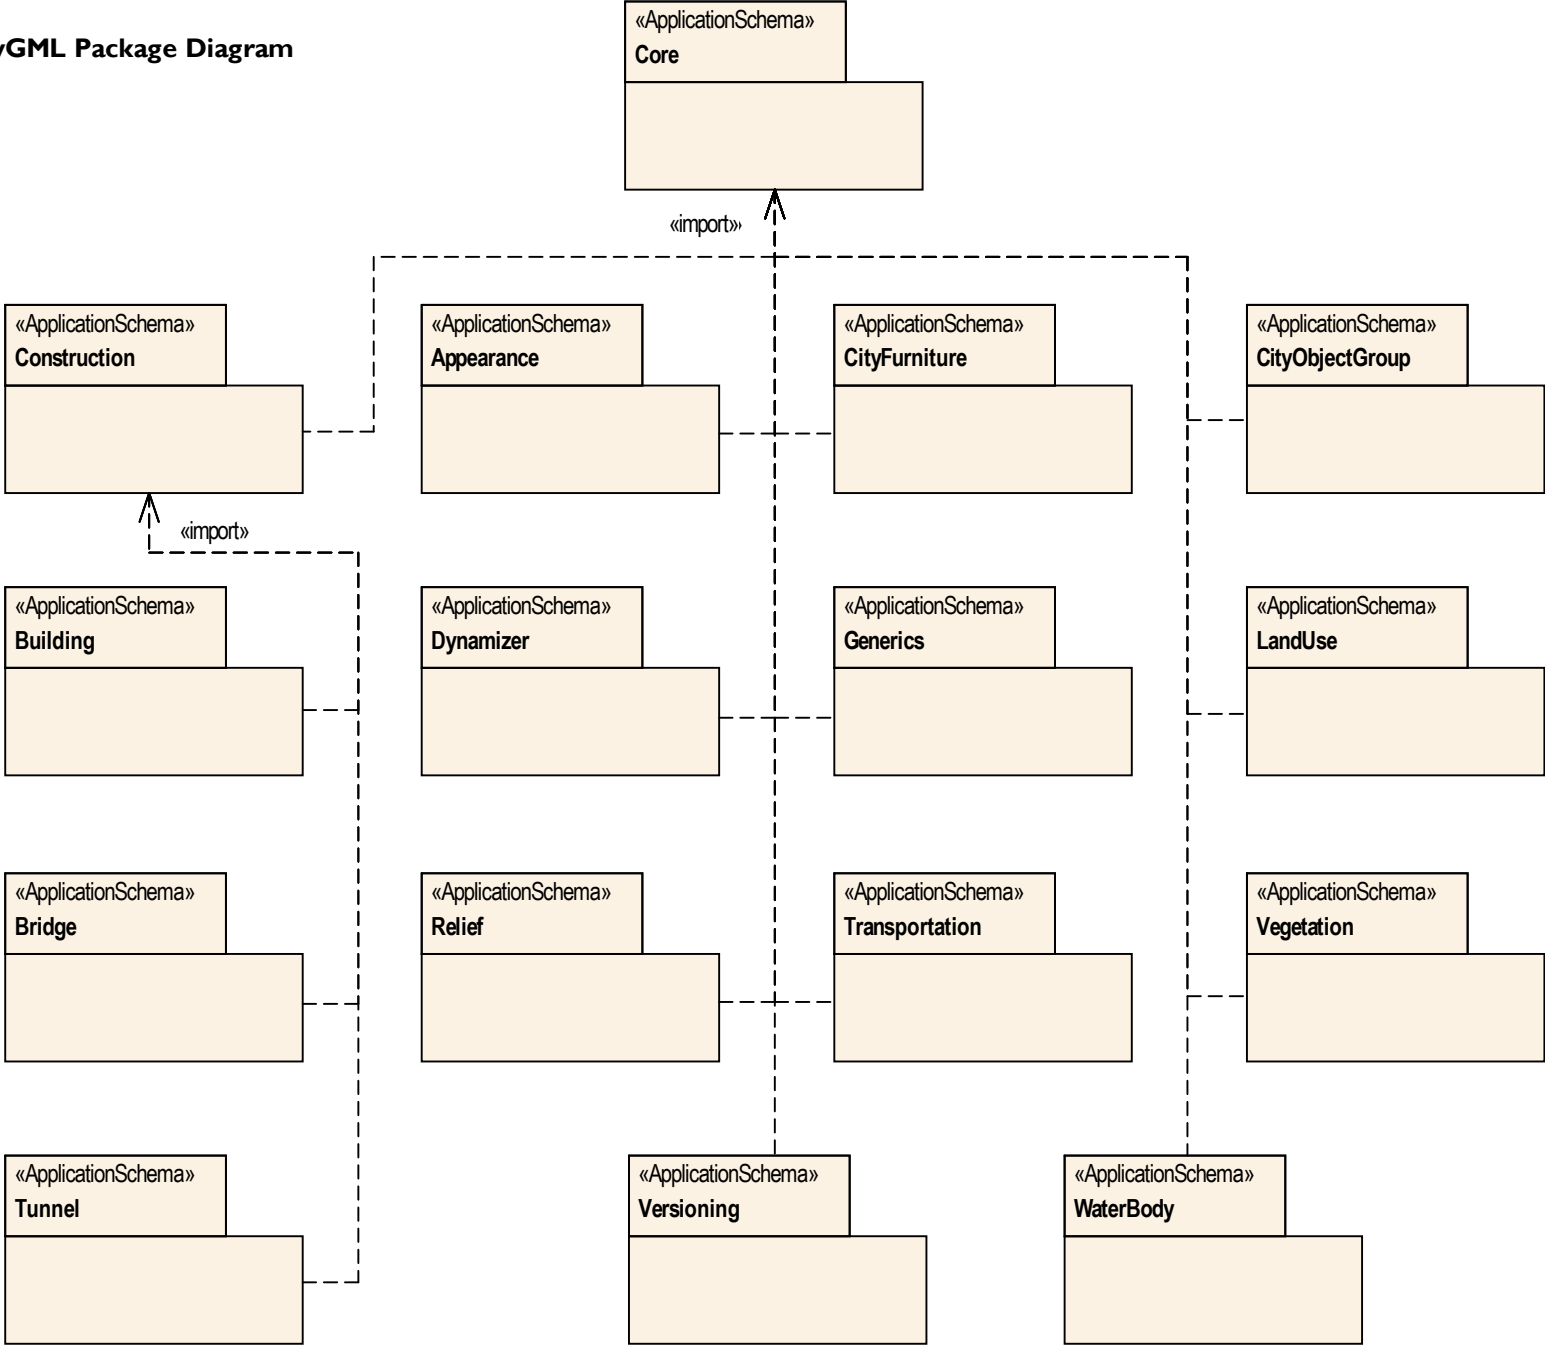 yGML Package Diagram
«ApplicationSchema»
Core
«import»
«ApplicationSchema»
Construction
«ApplicationSchema»
Appearance
«ApplicationSchema»
CityFurniture
«ApplicationSchema»
CityObjectGroup
«import»
«ApplicationSchema»
Building
«ApplicationSchema»
Dynamizer
«ApplicationSchema»
Generics
«ApplicationSchema»
LandUse
«ApplicationSchema»
Bridge
«ApplicationSchema»
Relief
«ApplicationSchema»
Transportation
«ApplicationSchema»
Vegetation
«ApplicationSchema»
Tunnel
«ApplicationSchema»
Versioning
«ApplicationSchema»
WaterBody